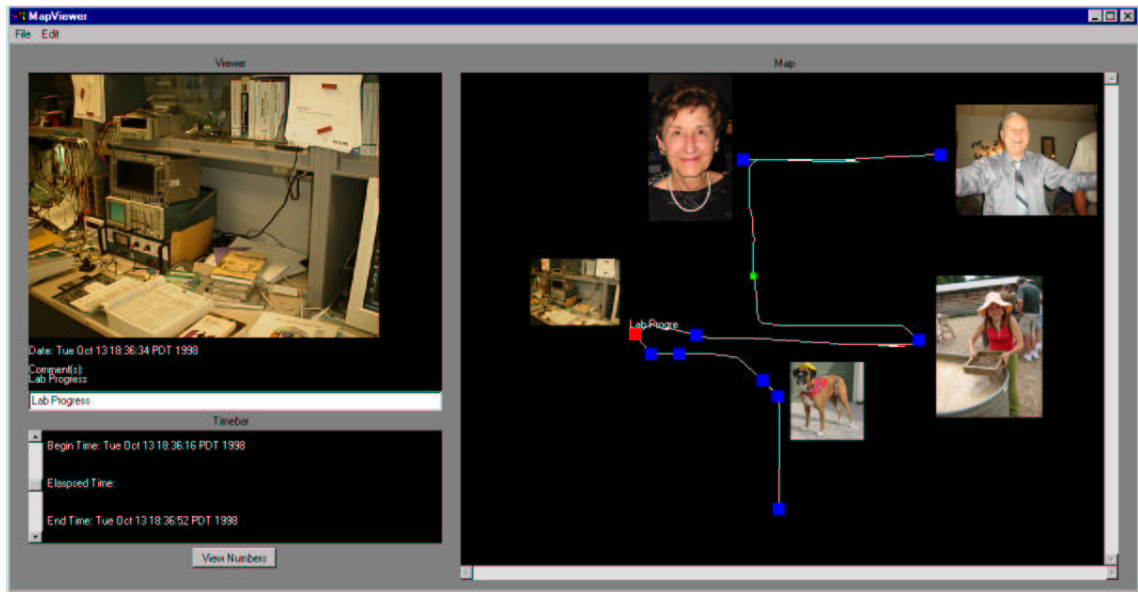 MapViewer
File Edit
Viewer
Date: Tue Oct 13 18:36:34 PDT 1998
Comment(s):
Lab Progress
Lab Progress
Timebar
Begin Time: Tue Oct 13 18:36:16 PDT 1998
Elaspsed Time:
End Time: Tue Oct 13 18:36:52 PDT 1998
View Numbers
Map
Lab Progre